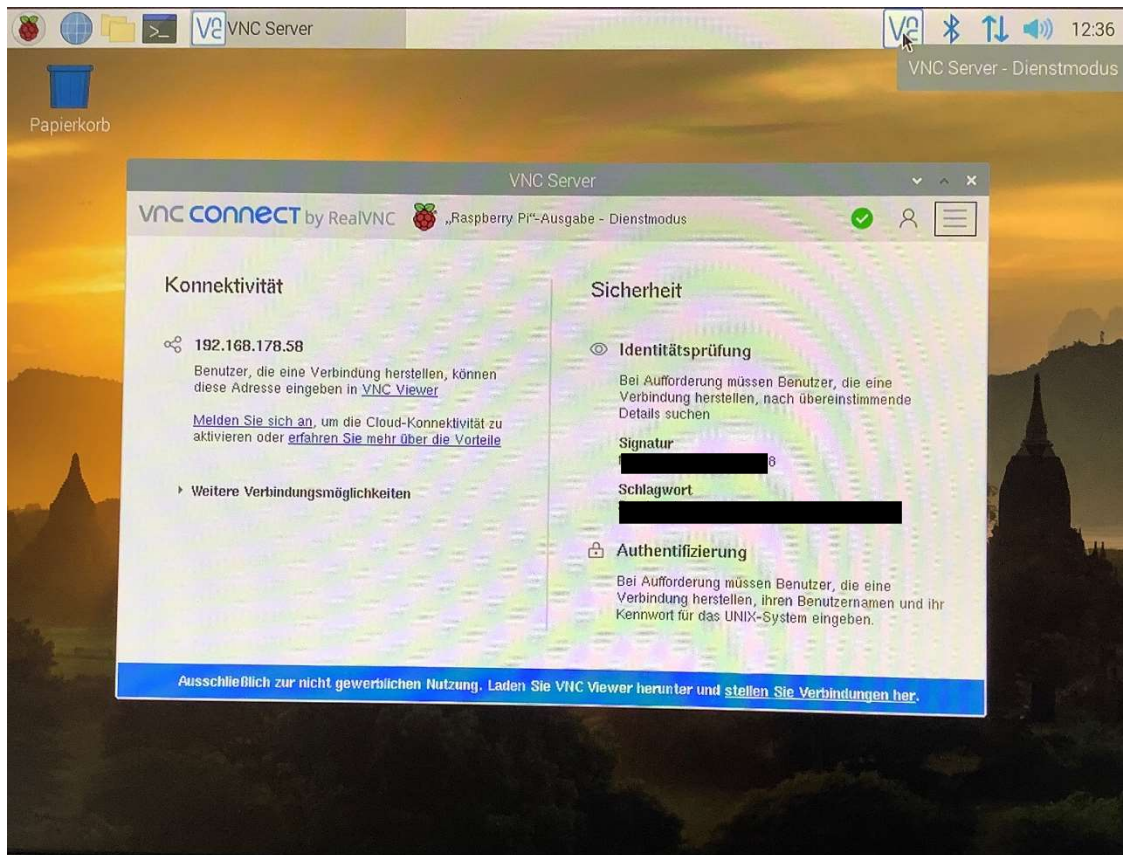 VNC Server
12:36
VNC Server - Dienstmodus
Papierkorb
VNC Server
vnc connect by RealVNC „Raspberry Pi“-Ausgabe - Dienstmodus
Konnektivität
192.168.178.58
Benutzer, die eine Verbindung herstellen, können
diese Adresse eingeben in VNC Viewer
Melden Sie sich an, um die Cloud-Konnektivität zu
aktivieren oder erfahren Sie mehr über die Vorteile
Weitere Verbindungsmöglichkeiten
Sicherheit
Identitätsprüfung
Bei Aufforderung müssen Benutzer, die eine
Verbindung herstellen, nach übereinstimmende
Details suchen
Signatur
8
Schlagwort
Authentifizierung
Bei Aufforderung müssen Benutzer, die eine
Verbindung herstellen, ihren Benutzernamen und ihr
Kennwort für das UNIX-System eingeben.
Ausschließlich zur nicht gewerblichen Nutzung. Laden Sie VNC Viewer herunter und stellen Sie Verbindungen her.